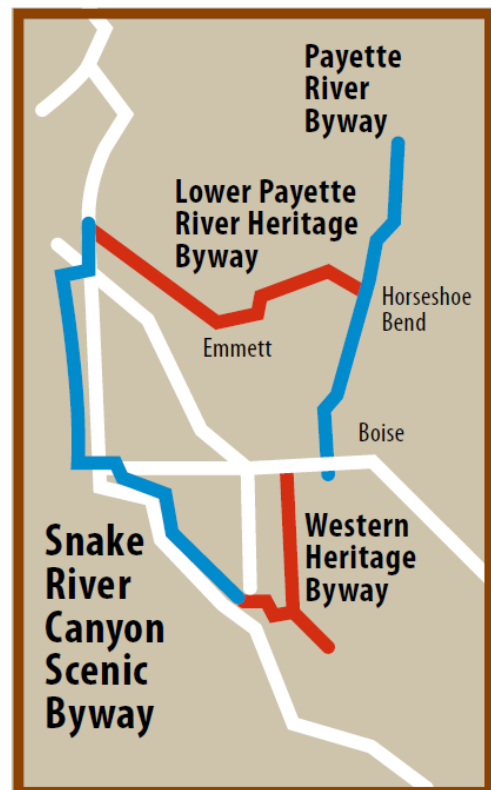 Payette
River
Byway
Lower Payette
River Heritage
Byway
Horseshoe
Bend
Emmett
Boise
Western
Heritage
Byway
Snake
River
Canyon
Scenic
Byway